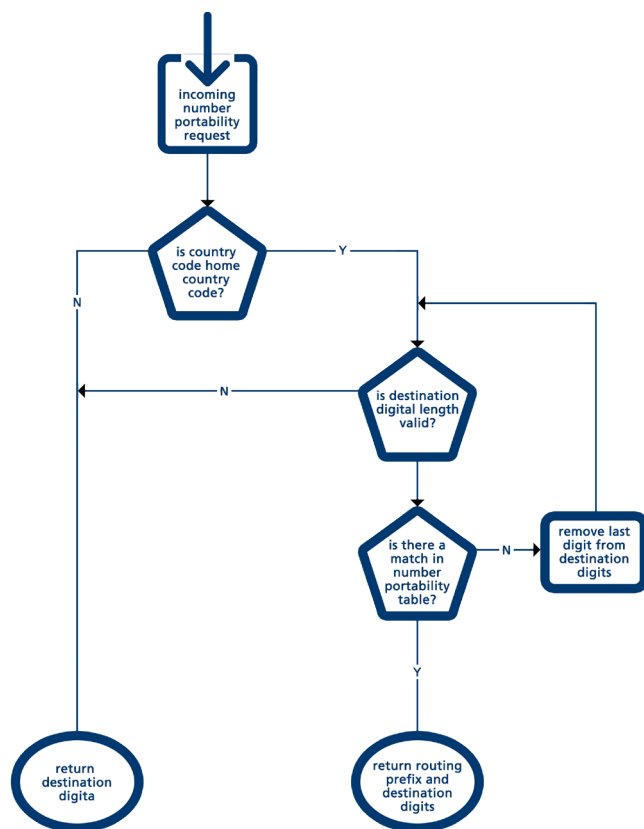 incoming
number
portability
request
is country
code home
country
code?
Y
N
is destination
digital length
valid?
N
is there a
match in
number
portability
table?
N
remove last
digit from
destination
digits
Y
return
destination
digita
return routing
prefix and
destination
digits